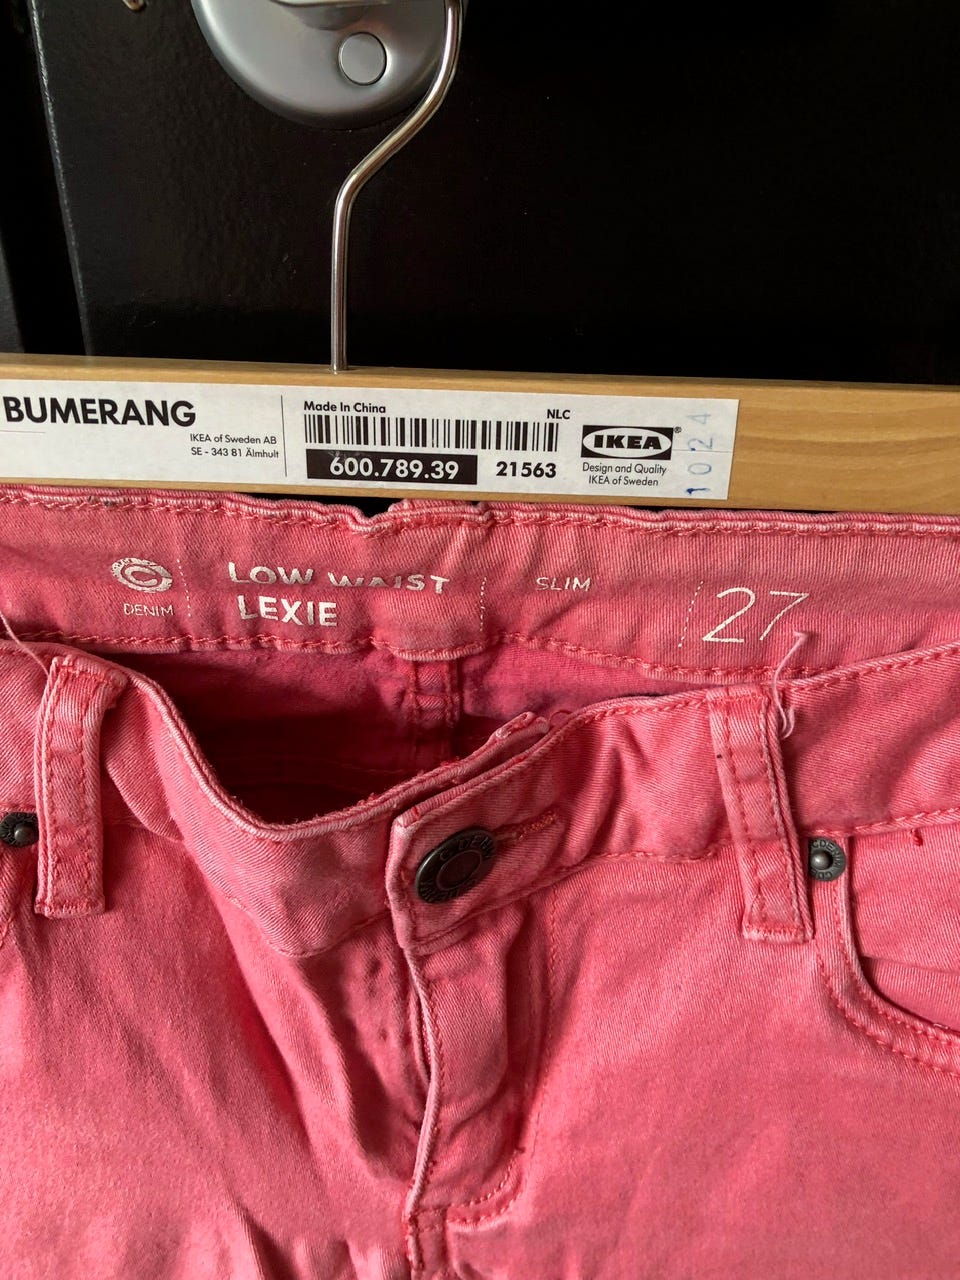 BUMERANG
IKEA of Sweden AB
SE - 343 81 Älmhult
Made In China
NLC
600.789.39
21563
IKEA®
Design and Quality
IKEA of Sweden
1024
C
DENIM
LOW WAIST
LEXIE
SLIM
27